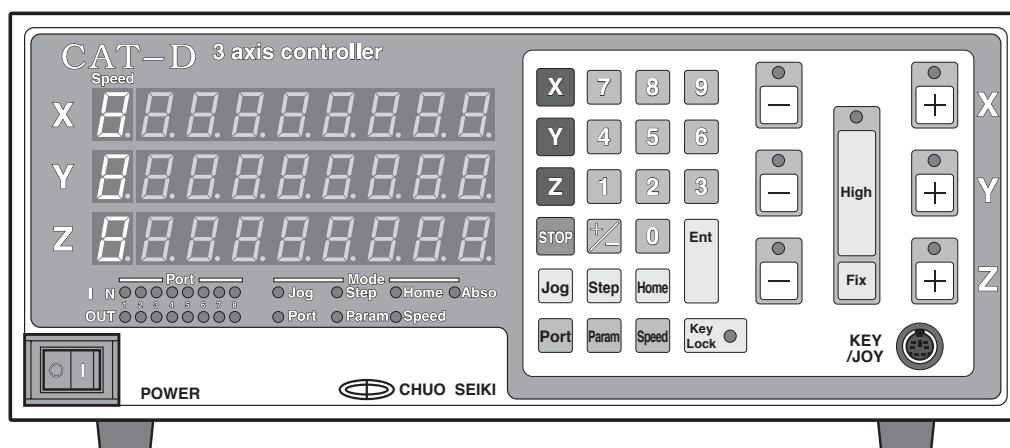 CAT-D 3 axis controller
Speed
X
Y
Z
Port
I N
1 2 3 4 5 6 7 8
OUT
Mode
Jog Step Home Abso
Port Param Speed
POWER
CHUO SEIKI
X 7 8 9
Y 4 5 6
Z 1 2 3
STOP +/− 0 Ent
Jog Step Home
Port Param Speed Key
Lock
− High + X
− + Y
− Fix + Z
KEY
/JOY